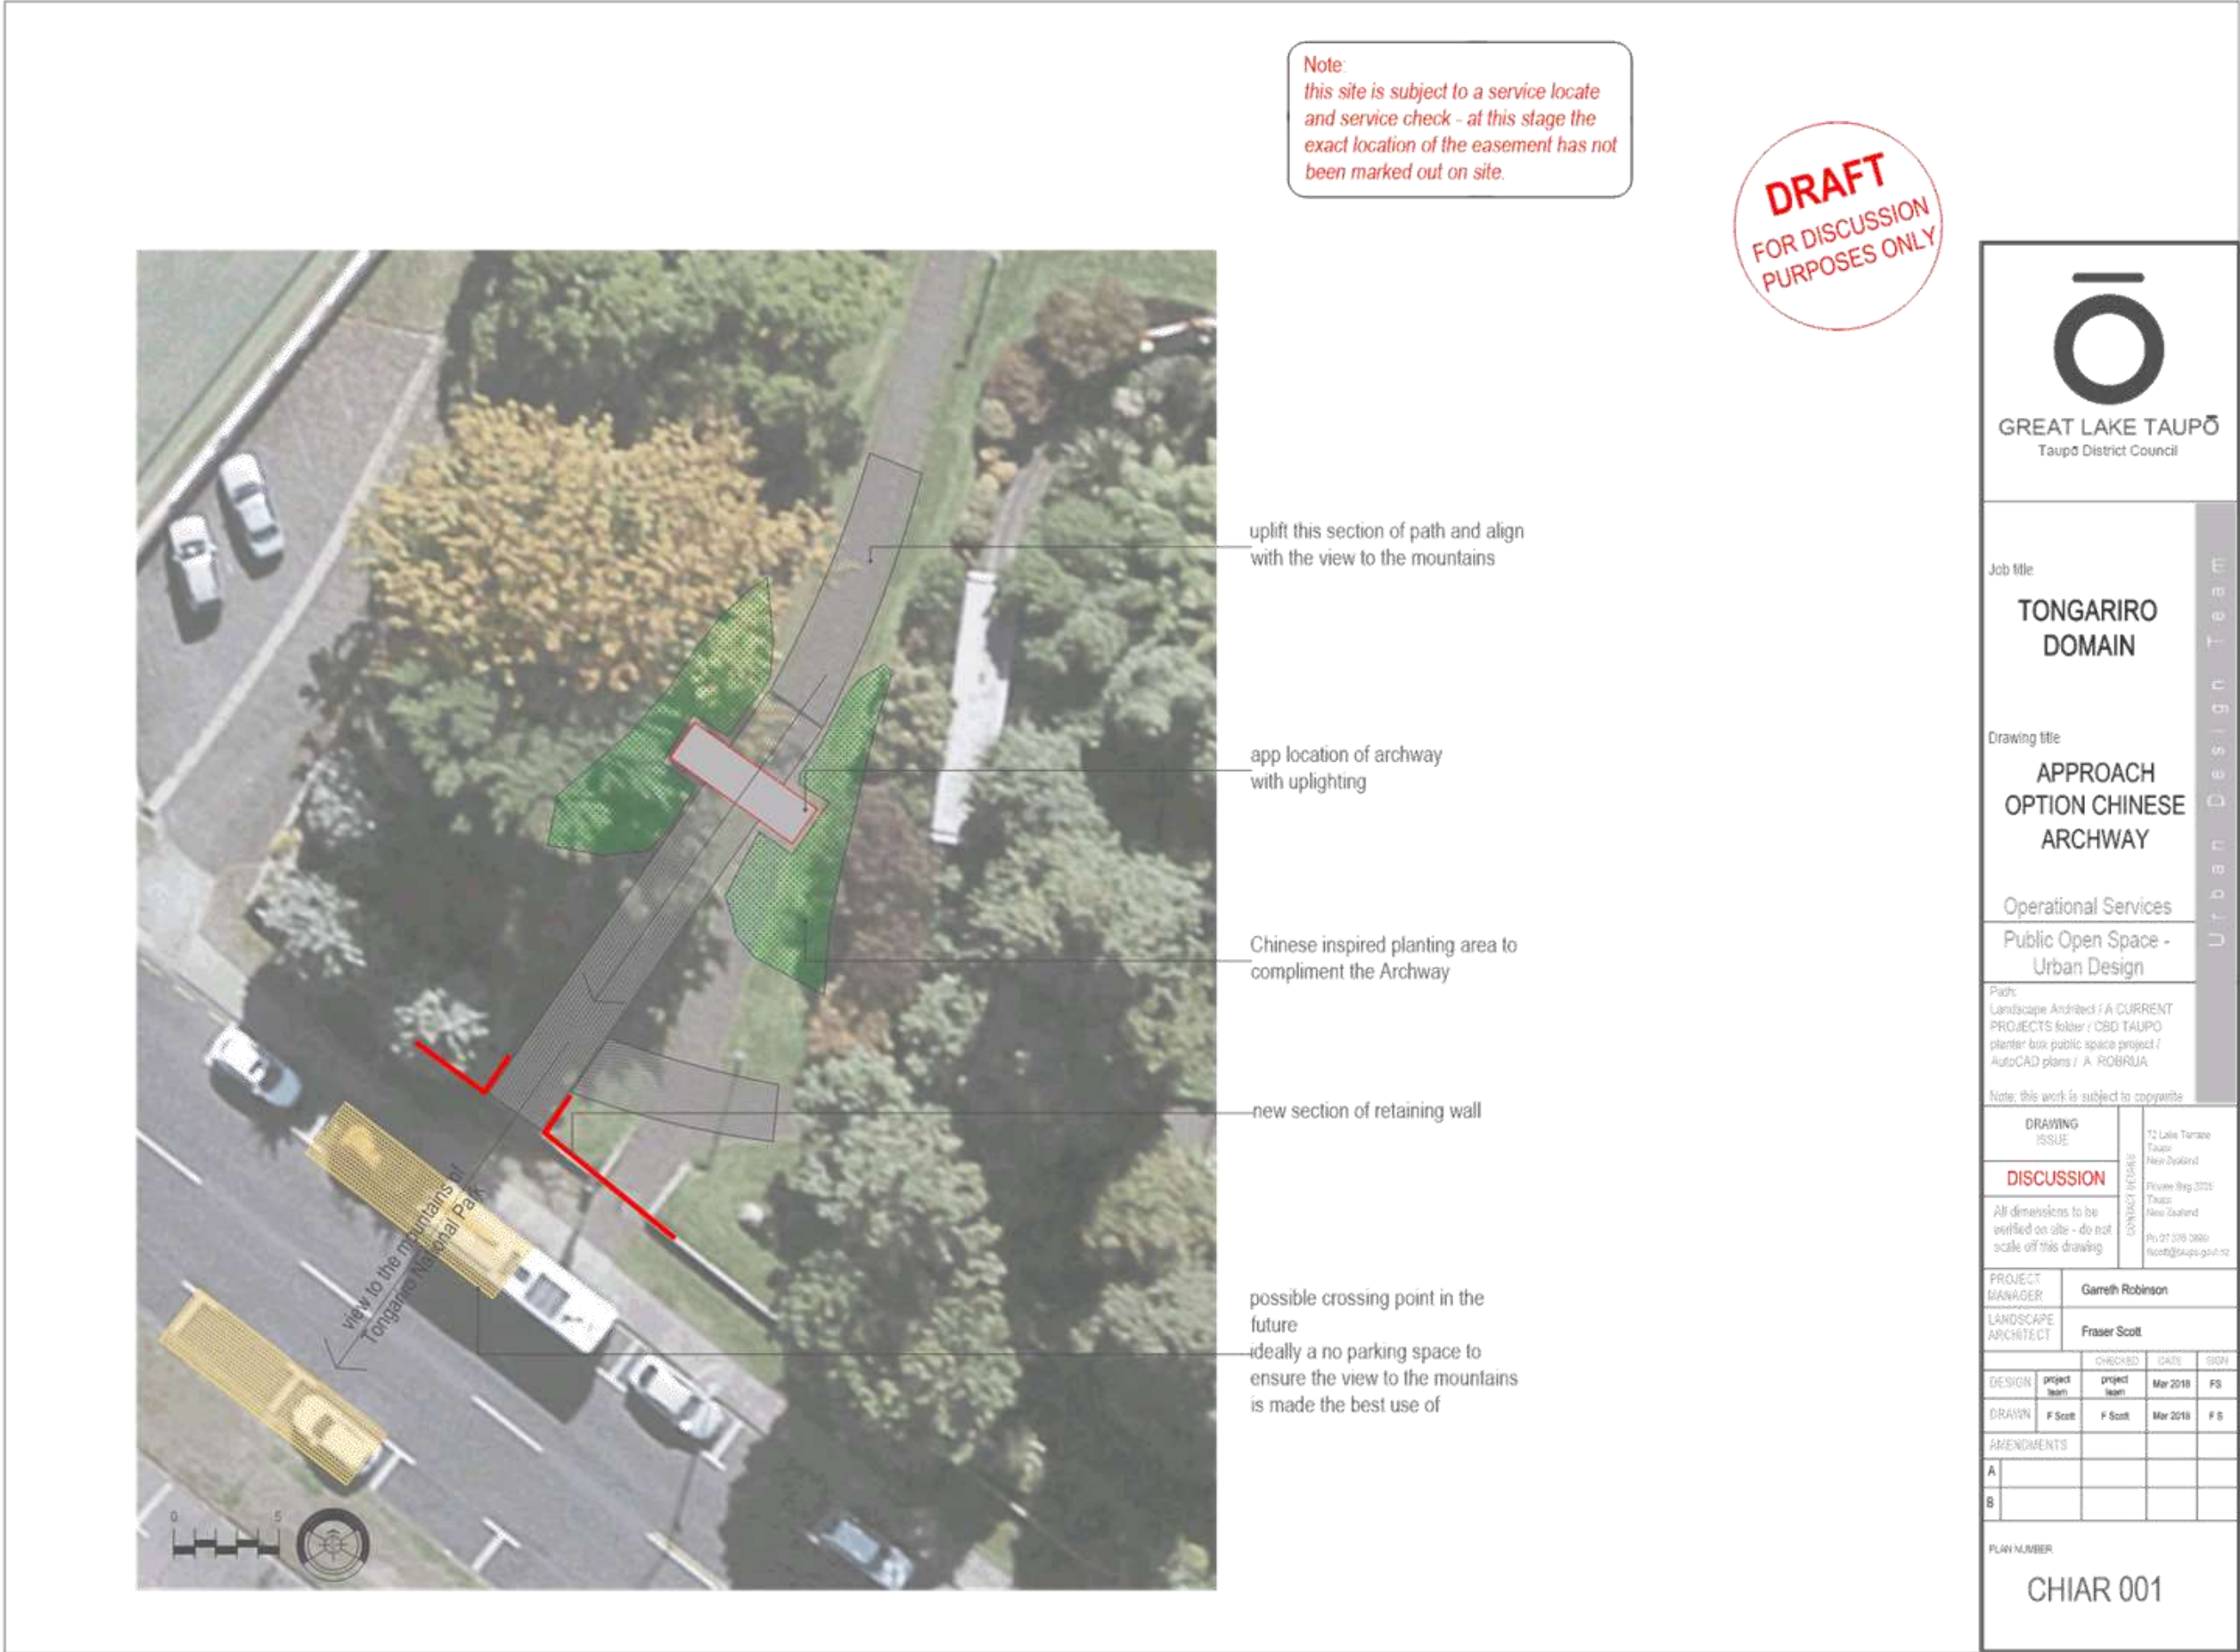 Note:
this site is subject to a service locate
and service check - at this stage the
exact location of the easement has not
been marked out on site.
DRAFT
FOR DISCUSSION
PURPOSES ONLY
uplift this section of path and align
with the view to the mountains
app location of archway
with uplighting
Chinese inspired planting area to
compliment the Archway
new section of retaining wall
possible crossing point in the
future
ideally a no parking space to
ensure the view to the mountains
is made the best use of
view to the mountains of
Tongariro National Park
0 5
GREAT LAKE TAUPŌ
Taupō District Council
Urban Design Team
Job title
TONGARIRO
DOMAIN
Drawing title
APPROACH
OPTION CHINESE
ARCHWAY
Operational Services
Public Open Space -
Urban Design
Path:
Landscape Architect / A CURRENT
PROJECTS folder / CBD TAUPO
planter box public space project /
AutoCAD plans / A ROBRUA
Note: this work is subject to copywrite
DRAWING
ISSUE
DISCUSSION
All dimensions to be
verified on site - do not
scale off this drawing
CONTACT DETAILS
72 Lake Terrace
Taupo
New Zealand
Private Bag
Taupo
New Zealand
PROJECT
MANAGER
Garreth Robinson
LANDSCAPE
ARCHITECT
Fraser Scott
CHECKED DATE SIGN
DESIGN project team project team Mar 2018 FS
DRAWN F Scott F Scott Mar 2018 F S
AMENDMENTS
A
B
PLAN NUMBER
CHIAR 001